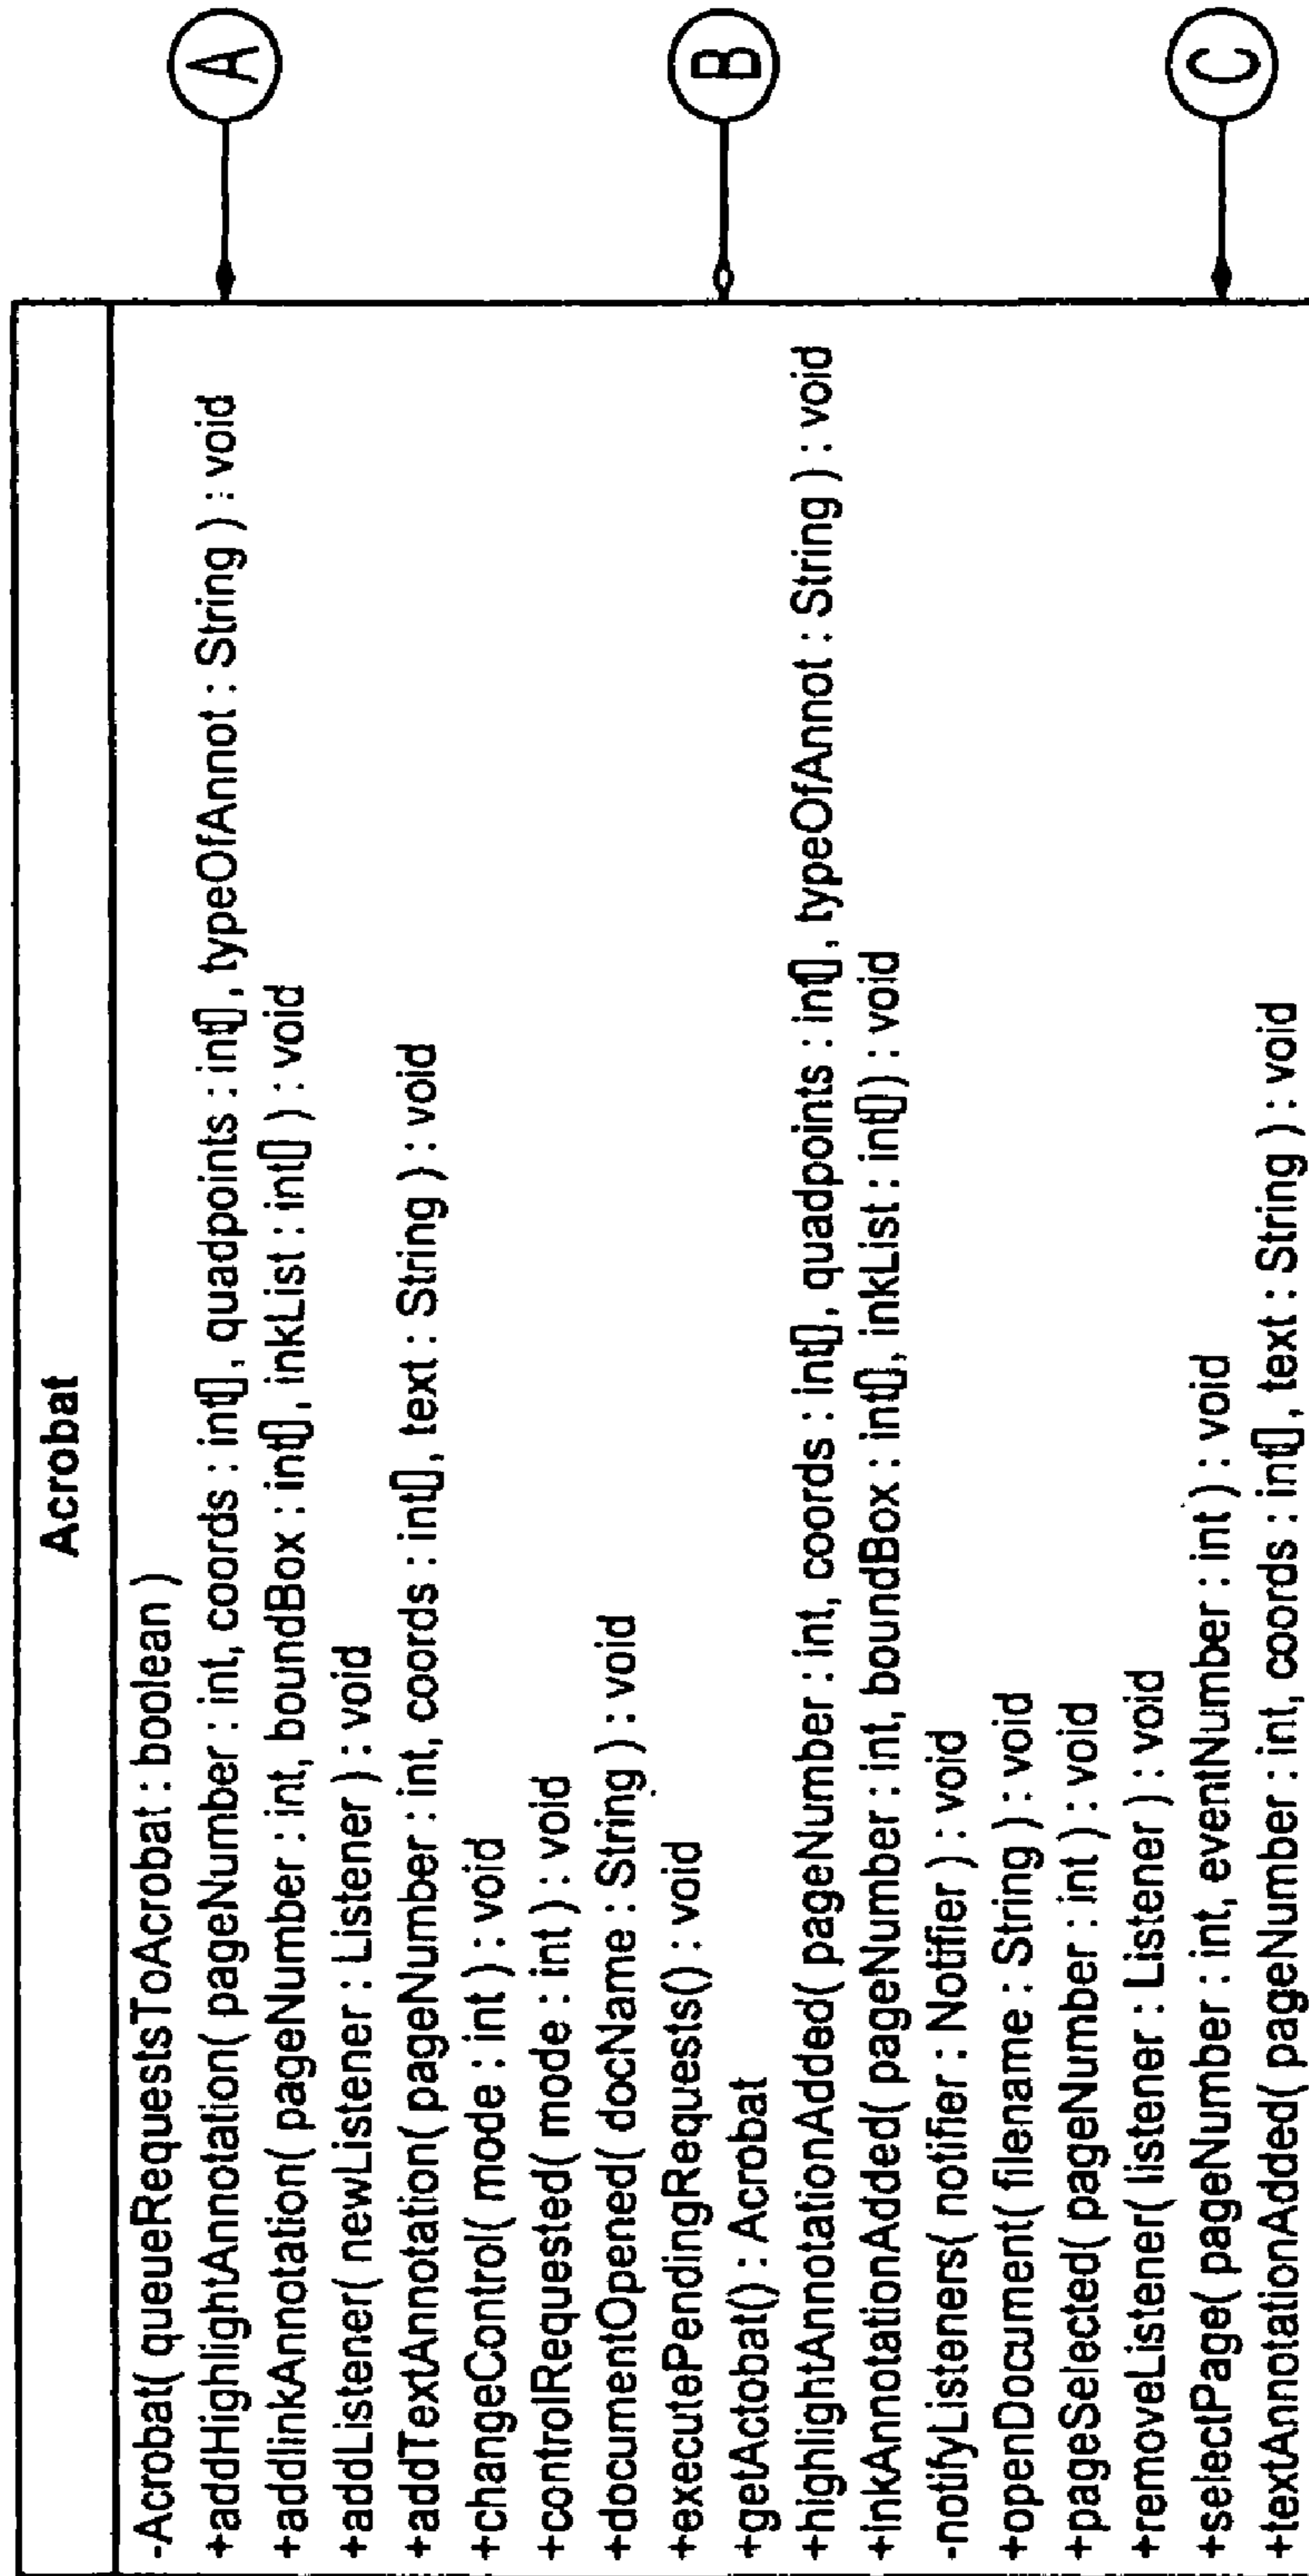 Acrobat
-Acrobat( queueRequestsToAcrobat : boolean )
+addHighlightAnnotation( pageNumber : int, coords : int[], quadpoints : int[], typeOfAnnot : String ) : void
+addlinkAnnotation( pageNumber : int, boundBox : int[], inkList : int[] ) : void
+addListener( newListener : Listener ) : void
+addTextAnnotation( pageNumber : int, coords : int[], text : String ) : void
+changeControl( mode : int ) : void
+controlRequested( mode : int ) : void
+documentOpened( docName : String ) : void
+executePendingRequests() : void
+getActobat() : Acrobat
+highlightAnnotationAdded( pageNumber : int, coords : int[], quadpoints : int[], typeOfAnnot : String ) : void
+inkAnnotationAdded( pageNumber : int, boundBox : int[], inkList : int[]) : void
-notifyListeners( notifier : Notifier ) : void
+openDocument( filename : String ) : void
+pageSelected( pageNumber : int ) : void
+removeListener( listener : Listener ) : void
+selectPage( pageNumber : int, eventNumber : int ) : void
+textAnnotationAdded( pageNumber : int, coords : int[], text : String ) : void
A
B
C